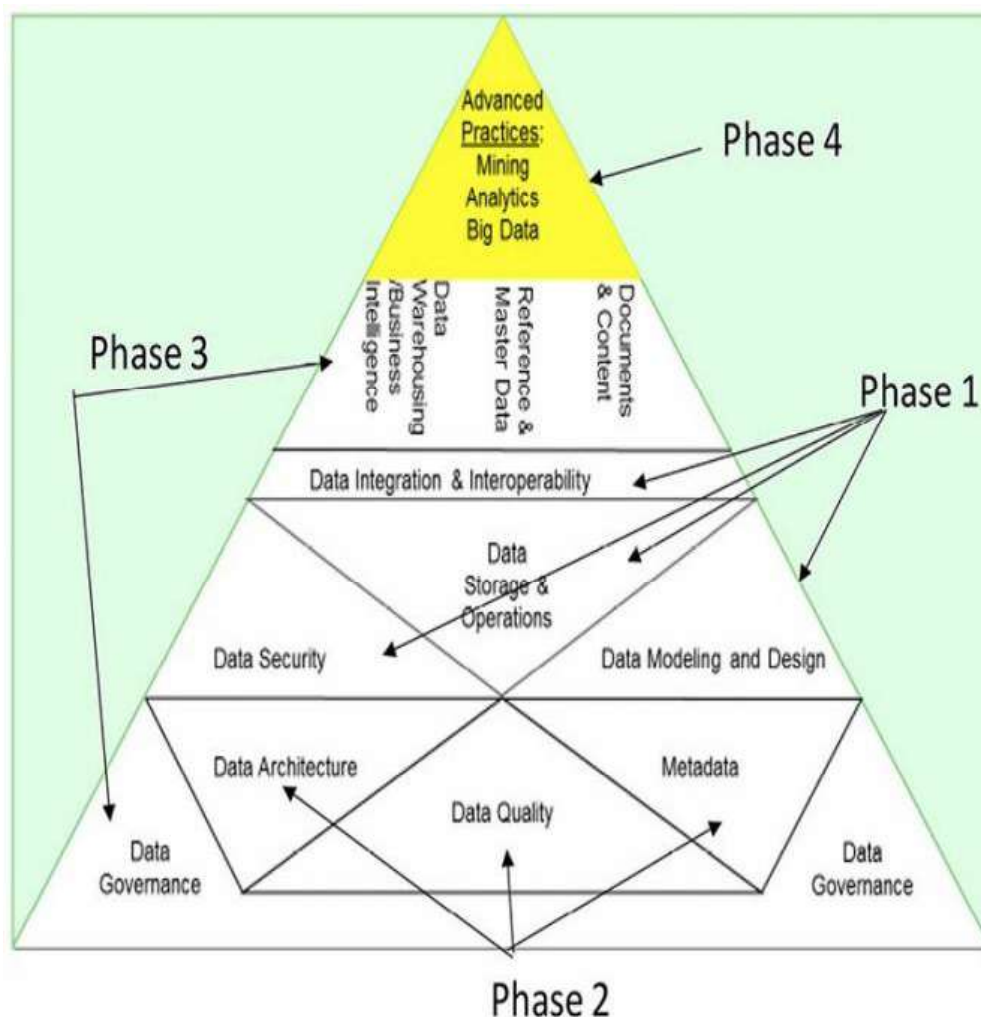 Advanced
Practices:
Mining
Analytics
Big Data
Phase 4
Data
Warehousing
/Business
Intelligence
Reference &
Master Data
Documents
& Content
Phase 3
Phase 1
Data Integration & Interoperability
Data
Storage &
Operations
Data Security
Data Modeling and Design
Data Architecture
Metadata
Data Quality
Data
Governance
Data
Governance
Phase 2